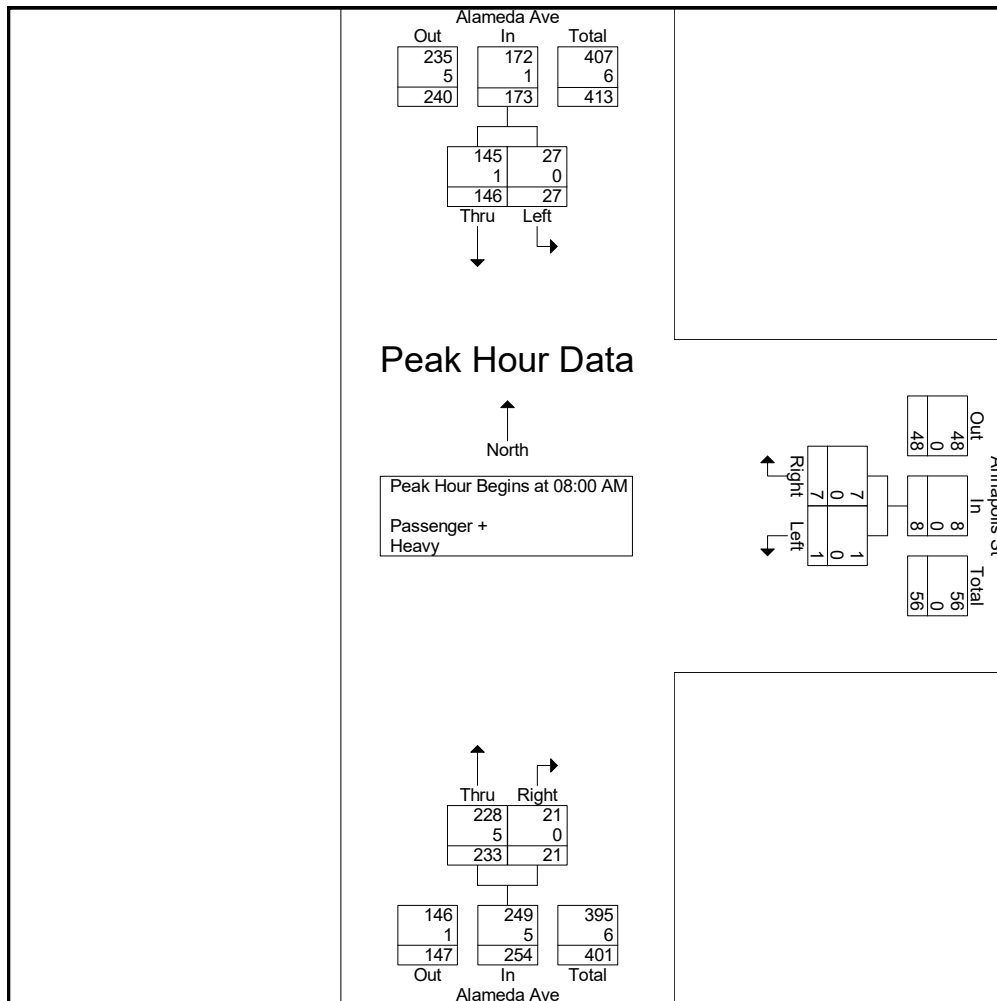 Alameda Ave
Out In Total
235 172 407
5 1 6
240 173 413
145 27
1 0
146 27
Thru Left
Peak Hour Data
North
Peak Hour Begins at 08:00 AM
Passenger +
Heavy
Annapolis St
Out In Total
48 8 56
0 0 0
48 8 56
7 1
0 0
7 1
Right Left
Thru Right
228 21
5 0
233 21
146 249 395
1 5 6
147 254 401
Out In Total
Alameda Ave